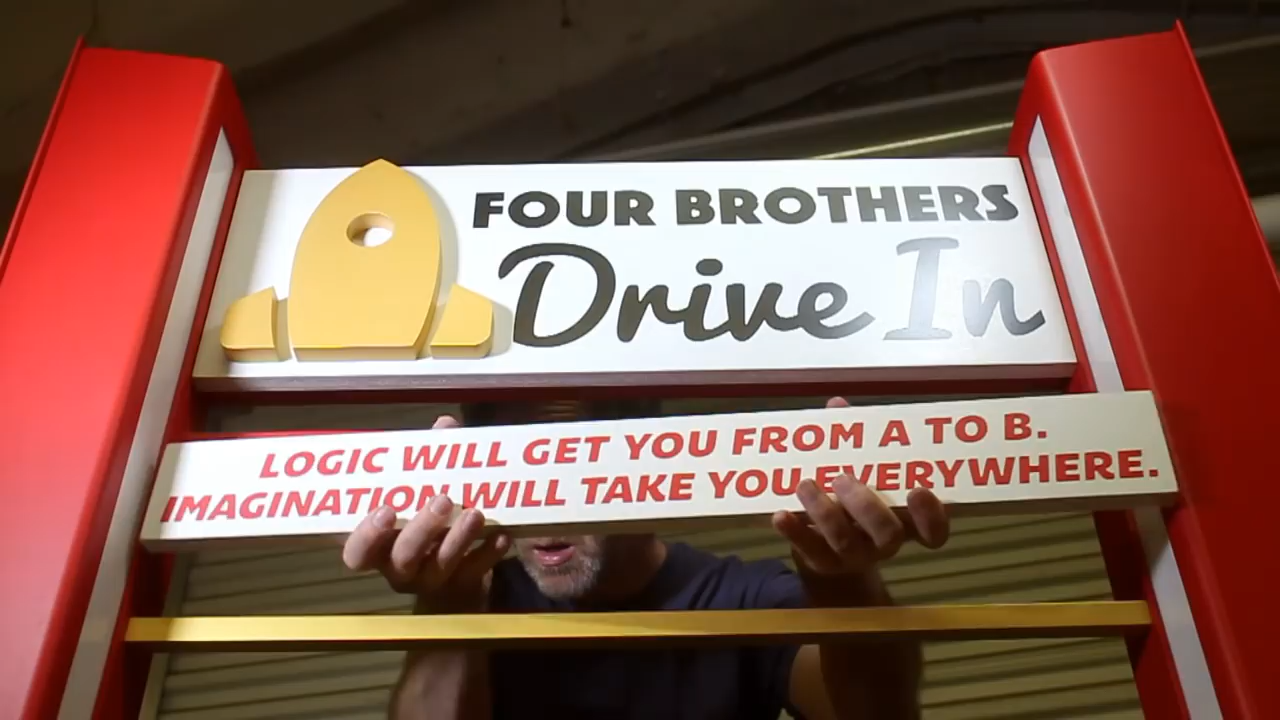 FOUR BROTHERS
Drive In
LOGIC WILL GET YOU FROM A TO B.
IMAGINATION WILL TAKE YOU EVERYWHERE.